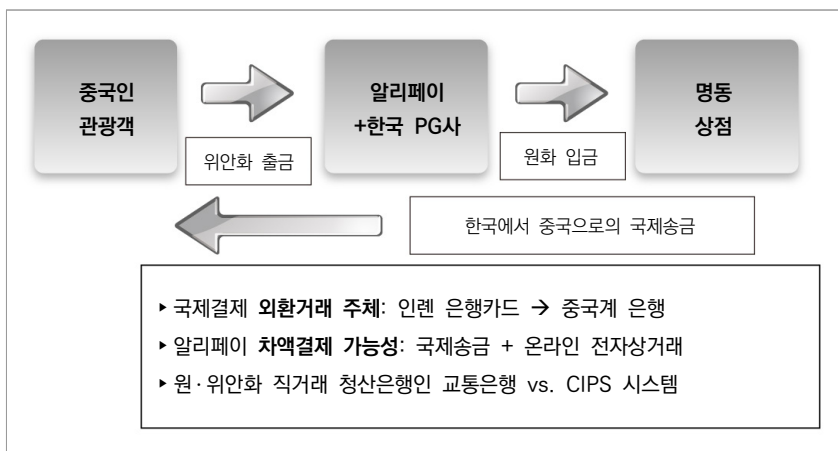 중국인
관광객
위안화 출금
알리페이
+한국 PG사
원화 입금
명동
상점
한국에서 중국으로의 국제송금
▸국제결제 외환거래 주체: 인롄 은행카드 → 중국계 은행
▸알리페이 차액결제 가능성: 국제송금 + 온라인 전자상거래
▸원·위안화 직거래 청산은행인 교통은행 vs. CIPS 시스템